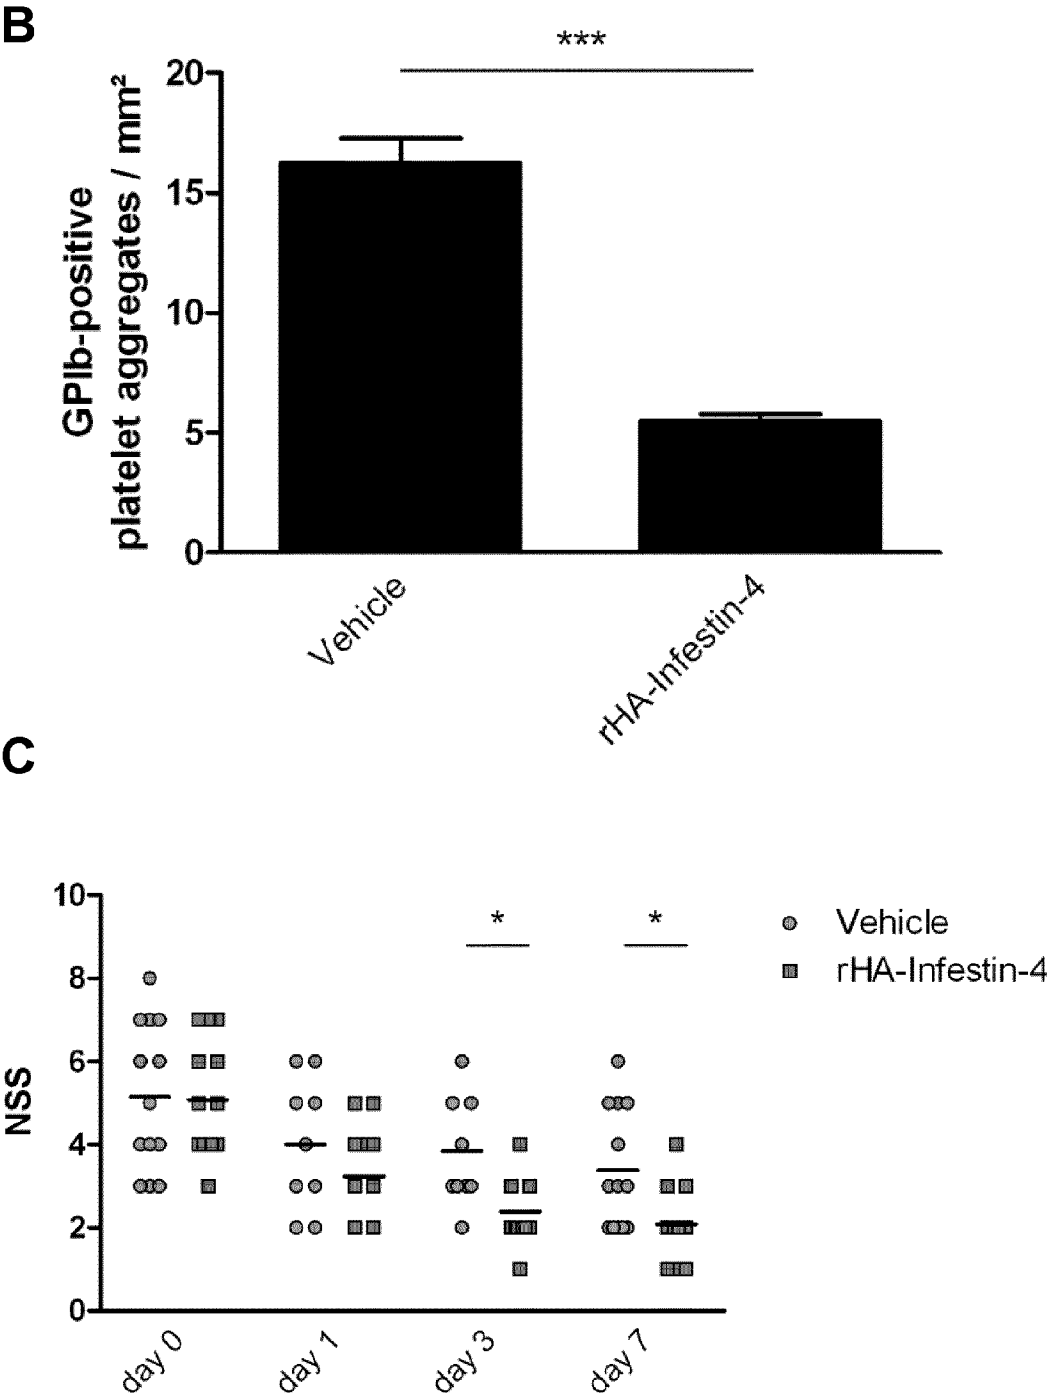 B
***
GPIb-positive
platelet aggregates / mm²
20
15
10
5
0
Vehicle
rHA-Infestin-4
C
NSS
10
8
6
4
2
0
*
*
Vehicle
rHA-Infestin-4
day 0
day 1
day 3
day 7